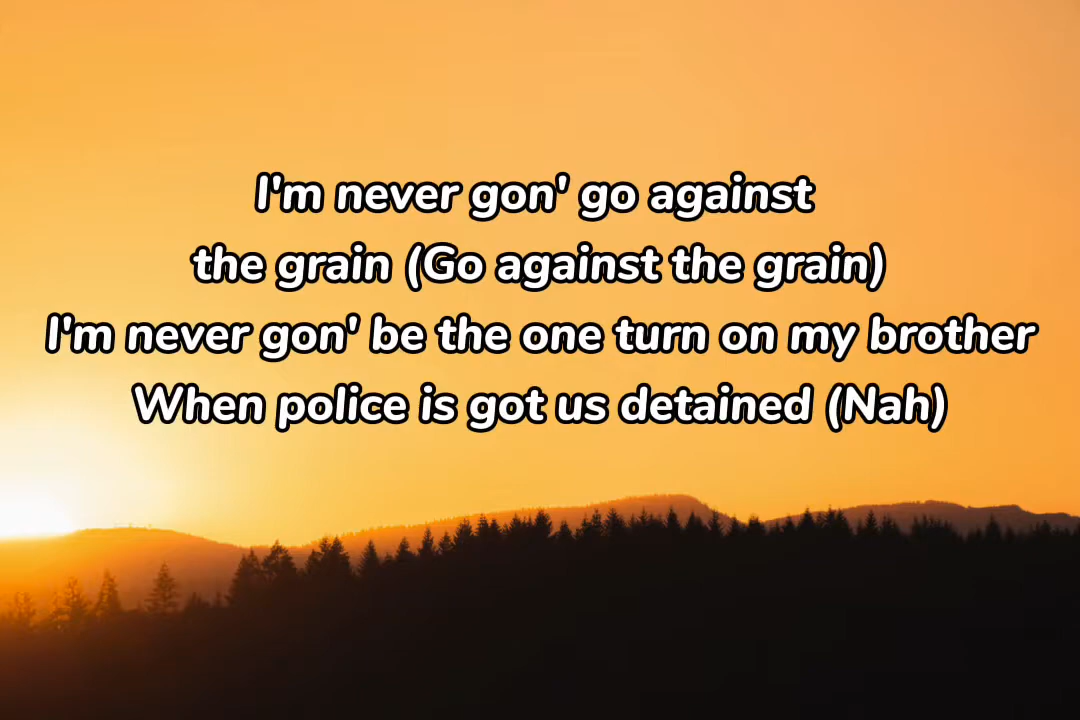 I'm never gon' go against
the grain (Go against the grain)
I'm never gon' be the one turn on my brother
When police is got us detained (Nah)